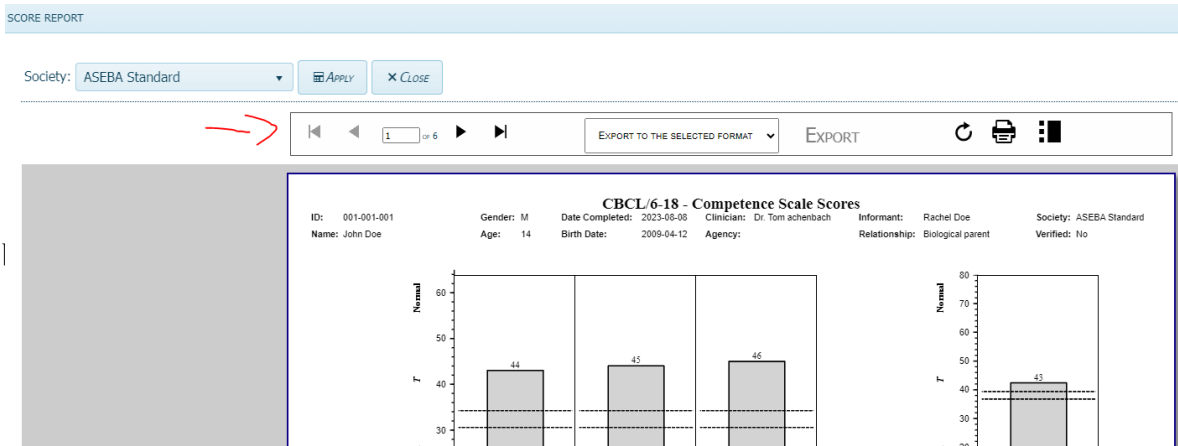 SCORE REPORT
Society: ASEBA Standard APPLY × CLOSE
1 OF 6 EXPORT TO THE SELECTED FORMAT EXPORT
CBCL/6-18 - Competence Scale Scores
ID: 001-001-001 Gender: M Date Completed: 2023-08-08 Clinician: Dr. Tom achenbach Informant: Rachel Doe Society: ASEBA Standard
Name: John Doe Age: 14 Birth Date: 2009-04-12 Agency: Relationship: Biological parent Verified: No
80
Normal 60 Normal 70
60
50 50
44 45 46 43
T 40 T 40
30 30
20